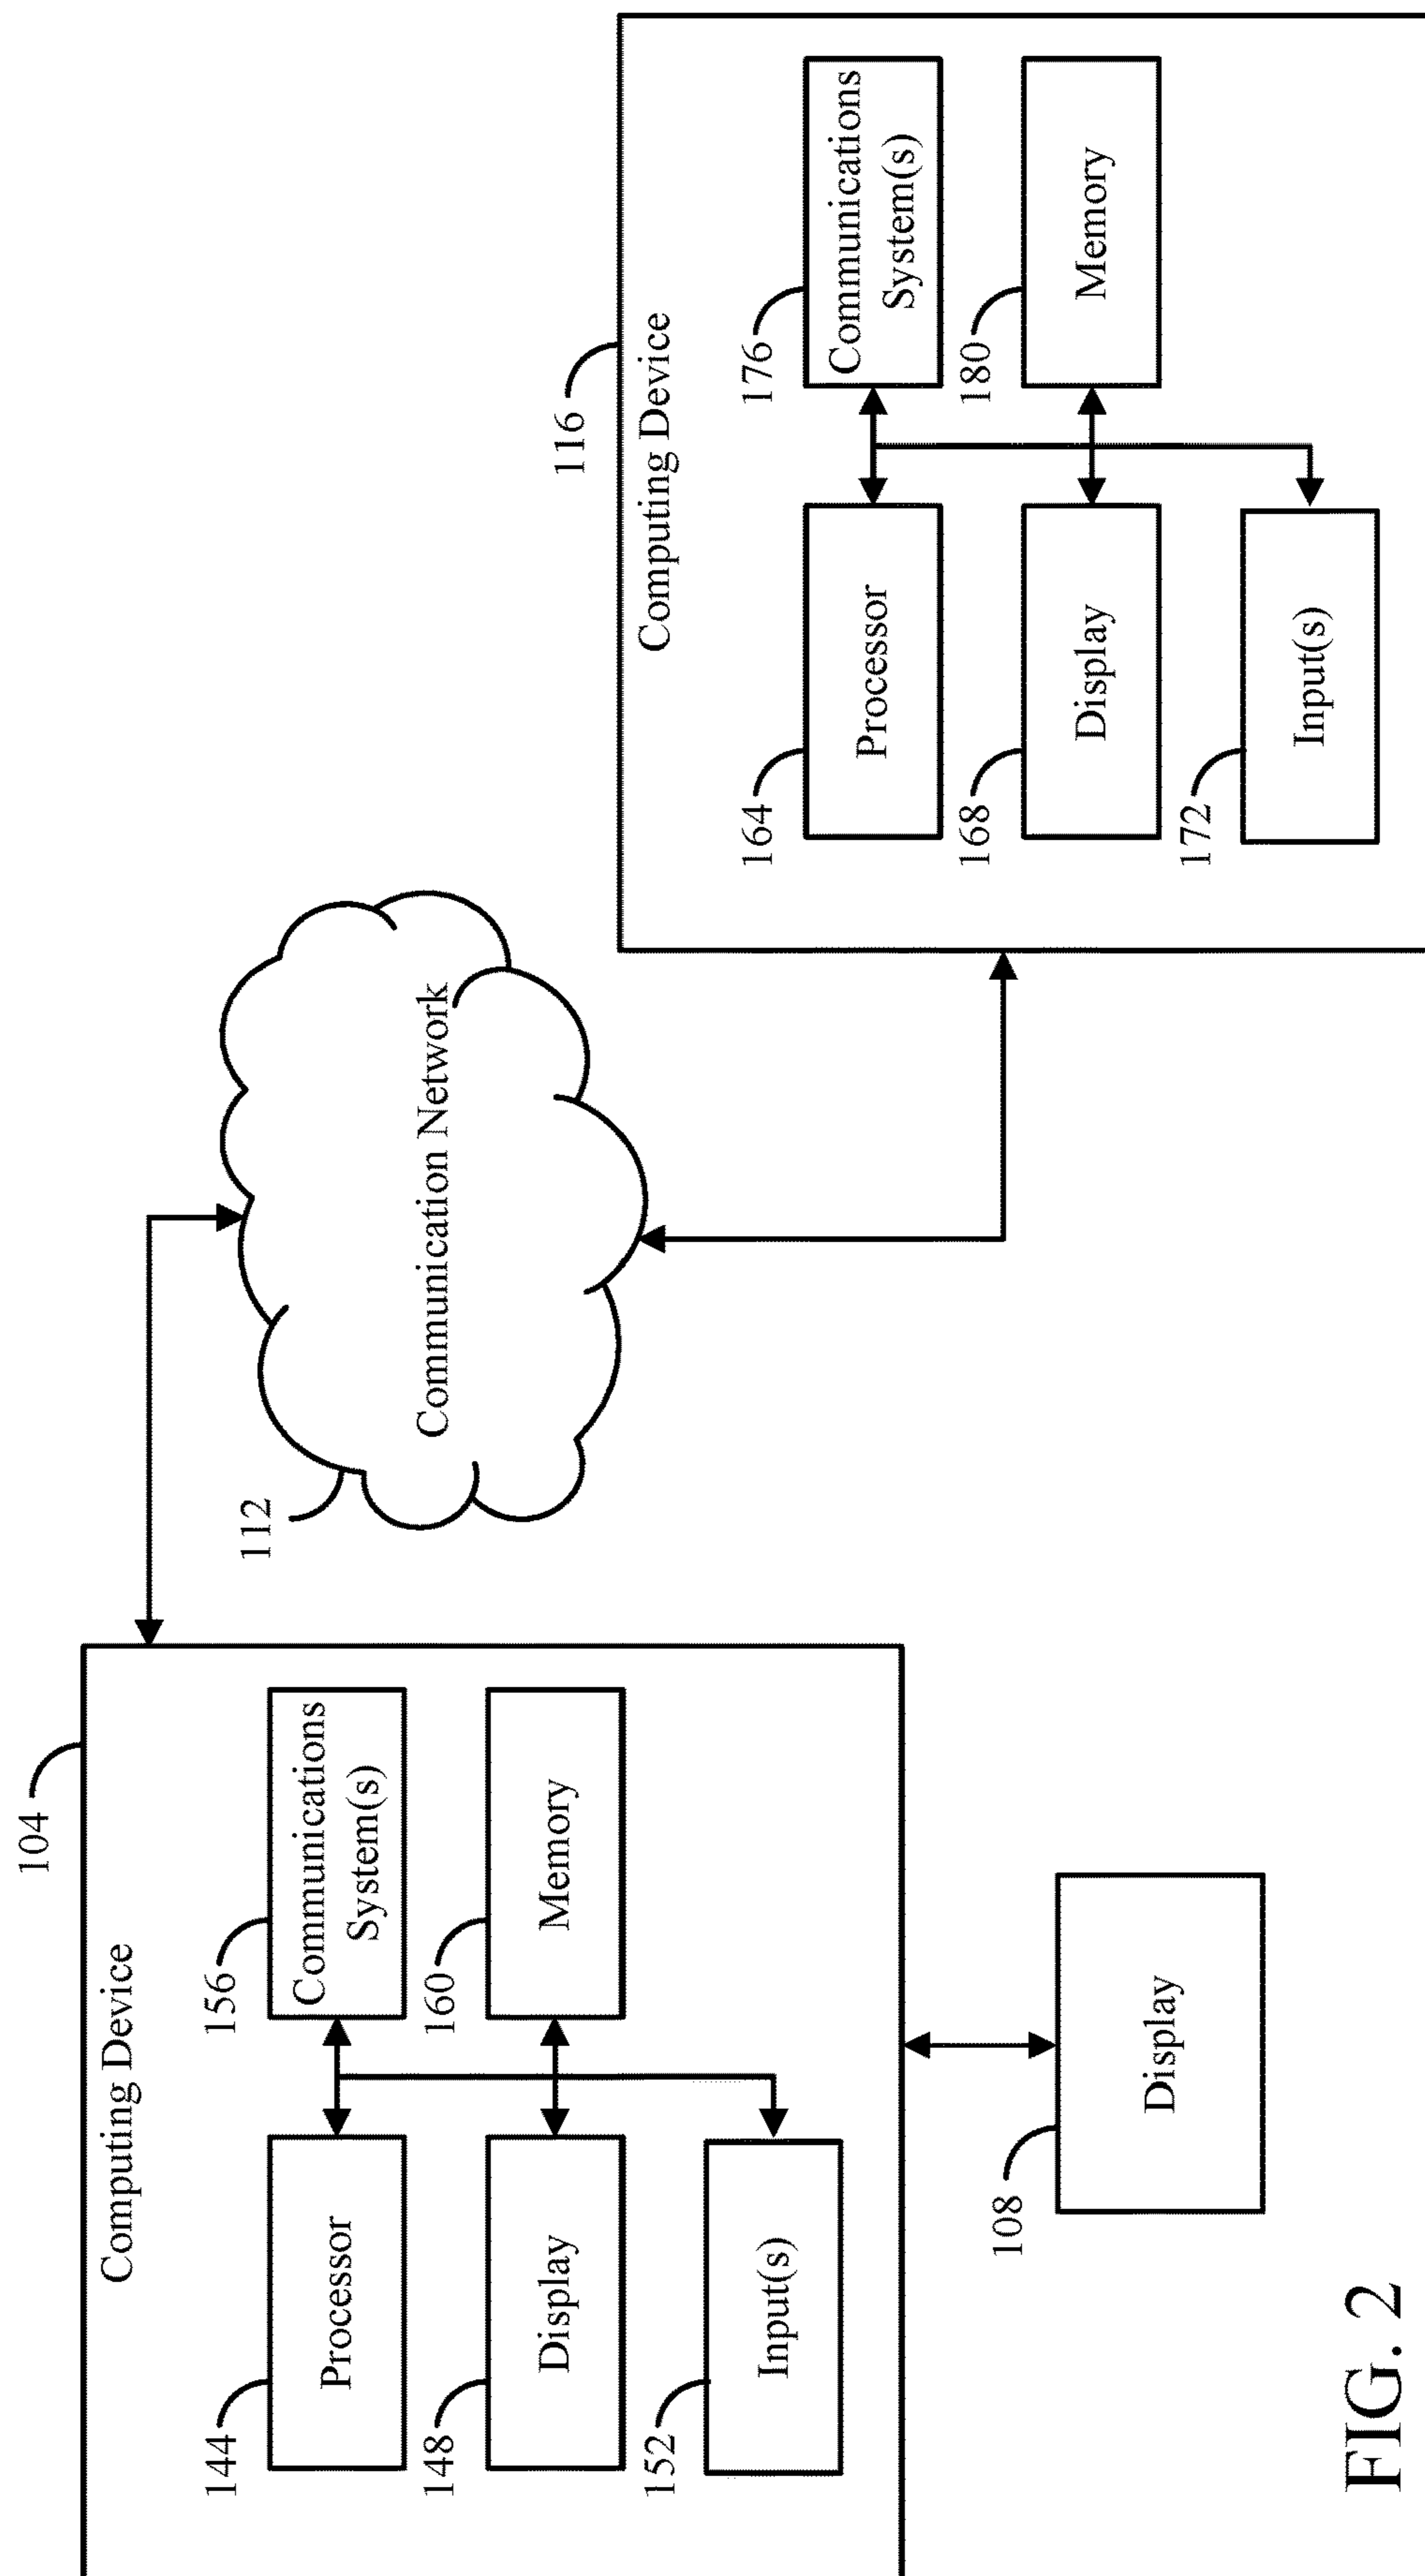 104
Computing Device
144
Processor
156
Communications
System(s)
148
Display
160
Memory
152
Input(s)
108
Display
112
Communication Network
116
Computing Device
164
Processor
176
Communications
System(s)
168
Display
180
Memory
172
Input(s)
FIG. 2